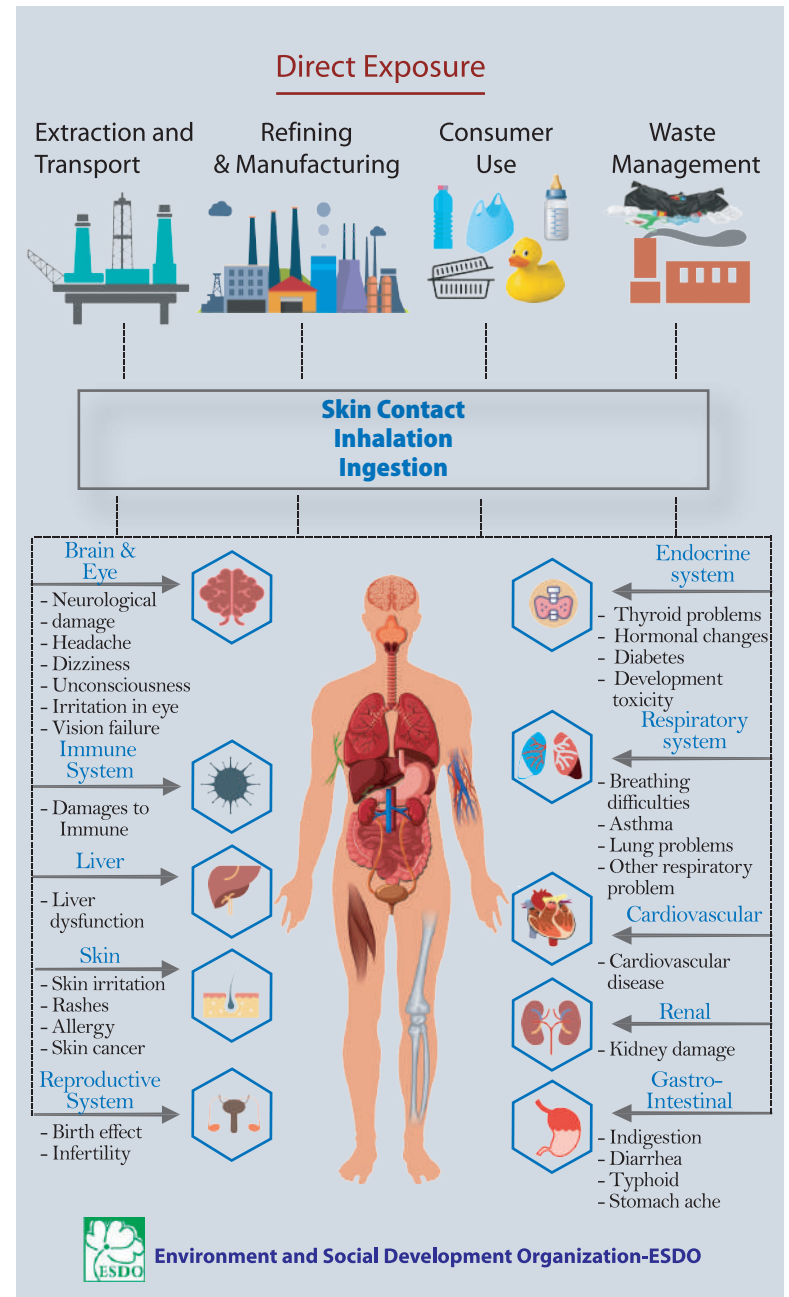 Direct Exposure
Extraction and
Transport
Refining
& Manufacturing
Consumer
Use
Waste
Management
Skin Contact
Inhalation
Ingestion
Brain &
Eye
- Neurological
- damage
- Headache
- Dizziness
- Unconsciousness
- Irritation in eye
- Vision failure
Immune
System
- Damages to
Immune
Liver
- Liver
dysfunction
Skin
- Skin irritation
- Rashes
- Allergy
- Skin cancer
Reproductive
System
- Birth effect
- Infertility
Endocrine
system
- Thyroid problems
- Hormonal changes
- Diabetes
- Development
toxicity
Respiratory
system
- Breathing
difficulties
- Asthma
- Lung problems
- Other respiratory
problem
Cardiovascular
- Cardiovascular
disease
Renal
- Kidney damage
Gastro-
Intestinal
- Indigestion
- Diarrhea
- Typhoid
- Stomach ache
ESDO
Environment and Social Development Organization-ESDO